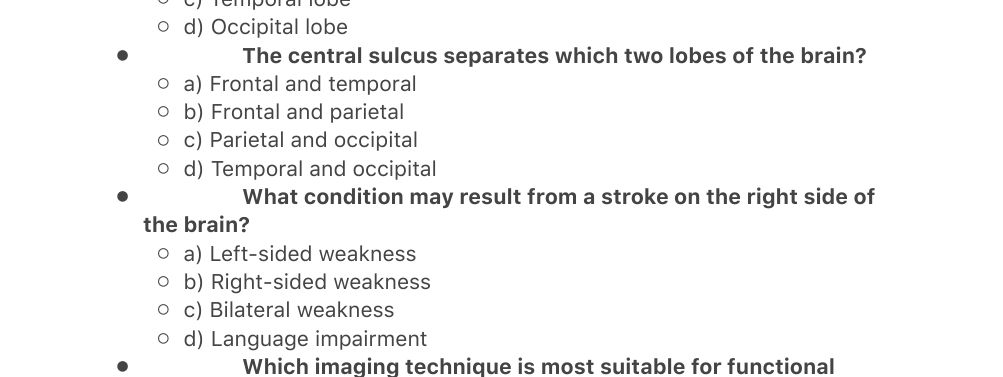 c) Temporal lobe
d) Occipital lobe
The central sulcus separates which two lobes of the brain?
a) Frontal and temporal
b) Frontal and parietal
c) Parietal and occipital
d) Temporal and occipital
What condition may result from a stroke on the right side of
the brain?
a) Left-sided weakness
b) Right-sided weakness
c) Bilateral weakness
d) Language impairment
Which imaging technique is most suitable for functional